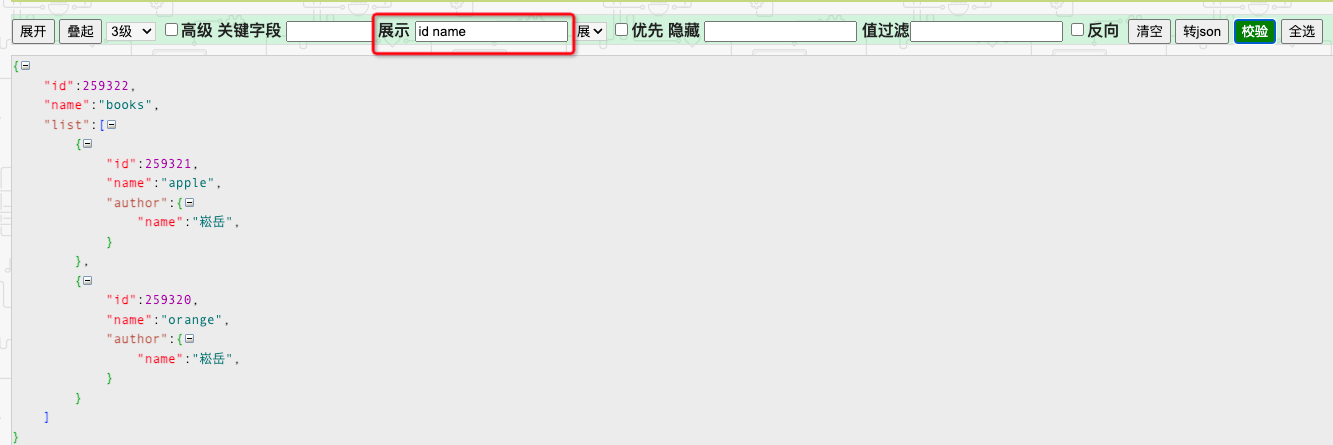 展开 叠起 3级 高级 关键字段 展示 id name 展 优先 隐藏 值过滤 反向 清空 转json 校验 全选
{
"id":259322,
"name":"books",
"list":[
{
"id":259321,
"name":"apple",
"author":{
"name":"崧岳",
}
},
{
"id":259320,
"name":"orange",
"author":{
"name":"崧岳",
}
}
]
}